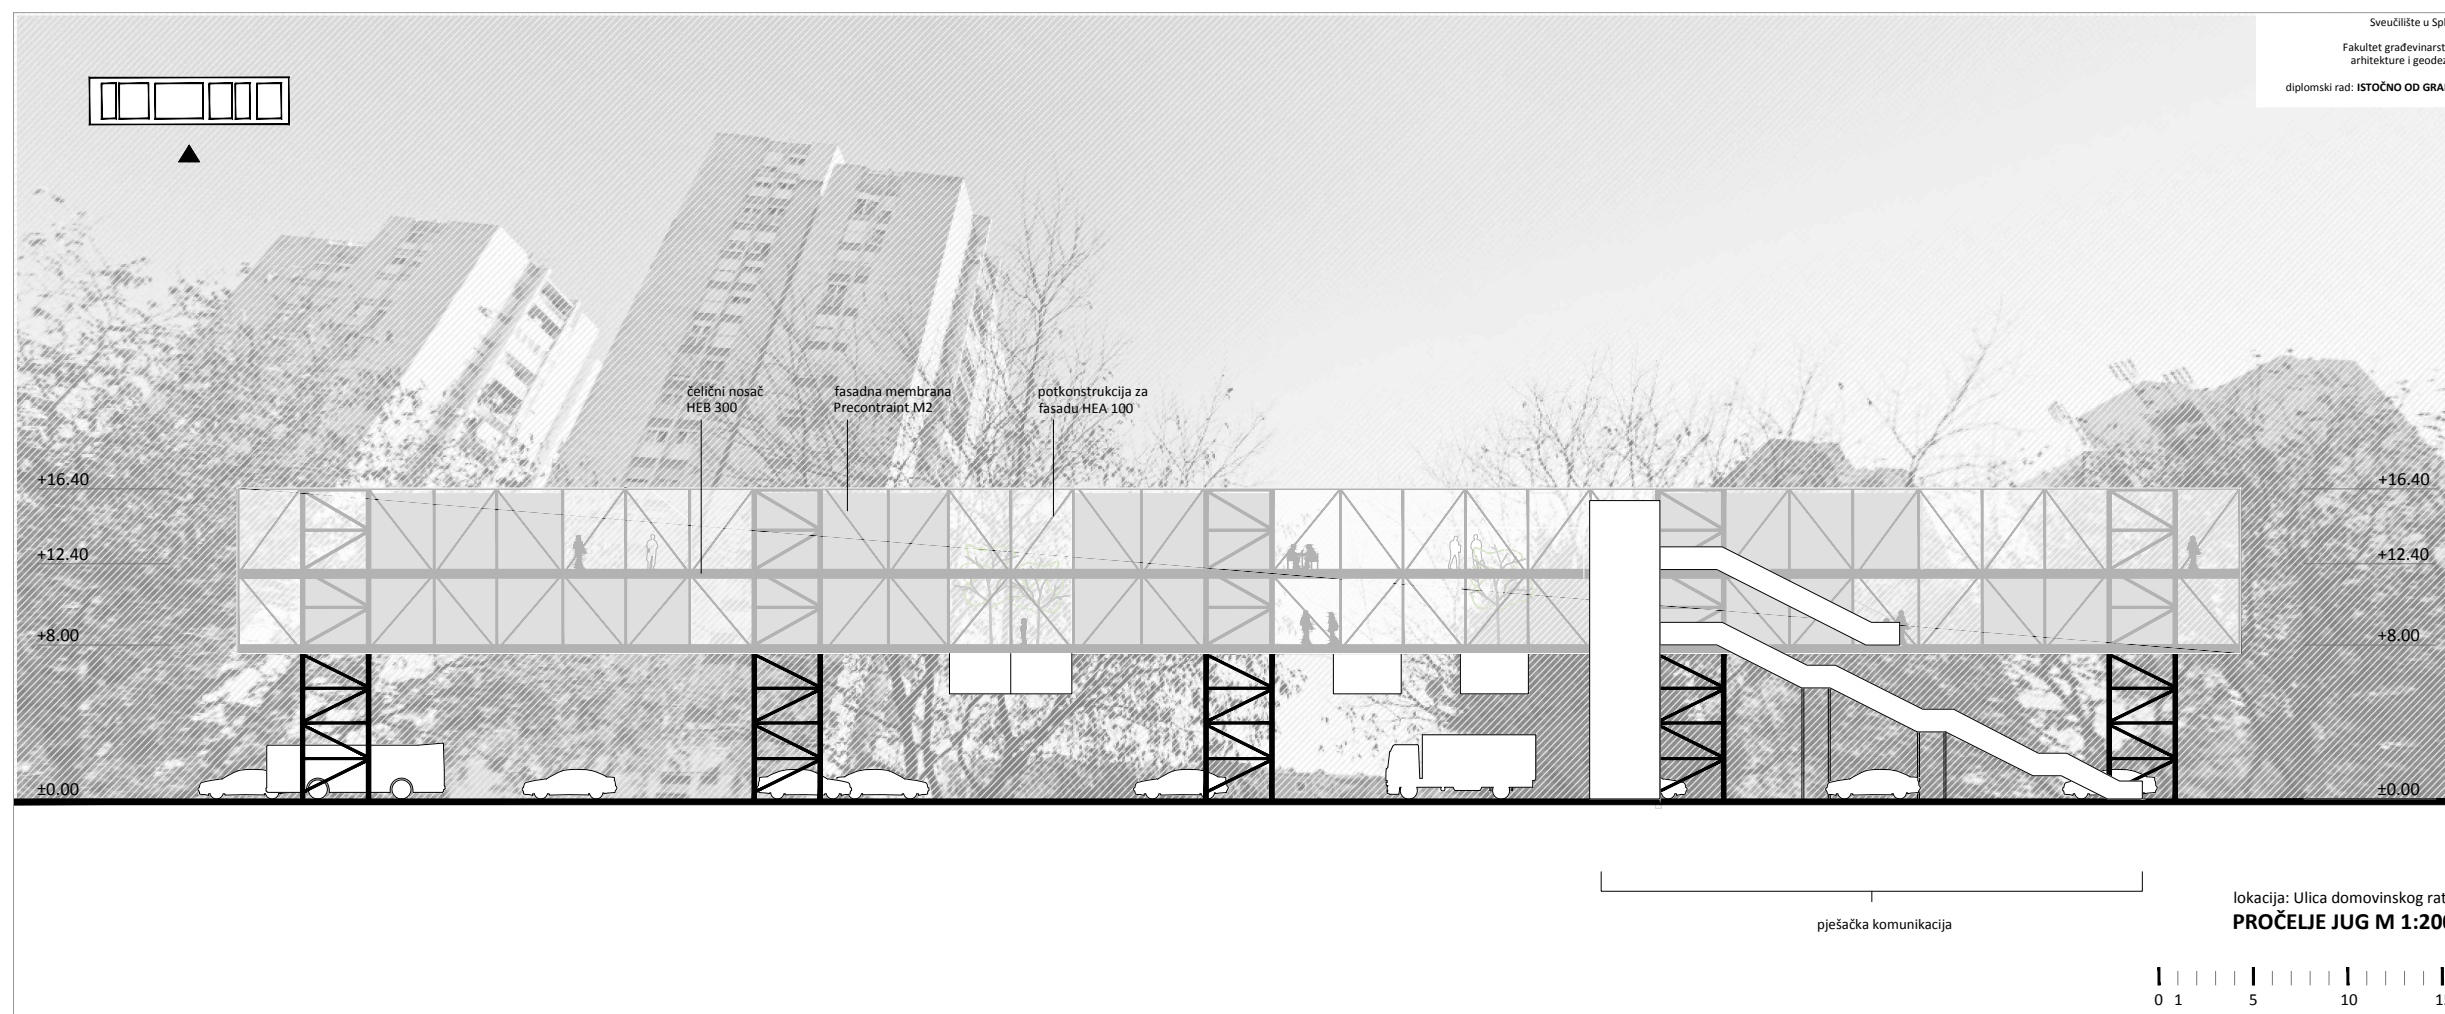 Sveučilište u Spl
Fakultet građevinarst
arhitekture i geodez
diplomski rad: ISTOČNO OD GRA
čelični nosač
HEB 300
fasadna membrana
Precontraint M2
potkonstrukcija za
fasadu HEA 100
+16.40
+16.40
+12.40
+12.40
+8.00
+8.00
±0.00
±0.00
pješačka komunikacija
lokacija: Ulica domovinskog rat
PROČELJE JUG M 1:200
0 1 5 10 1